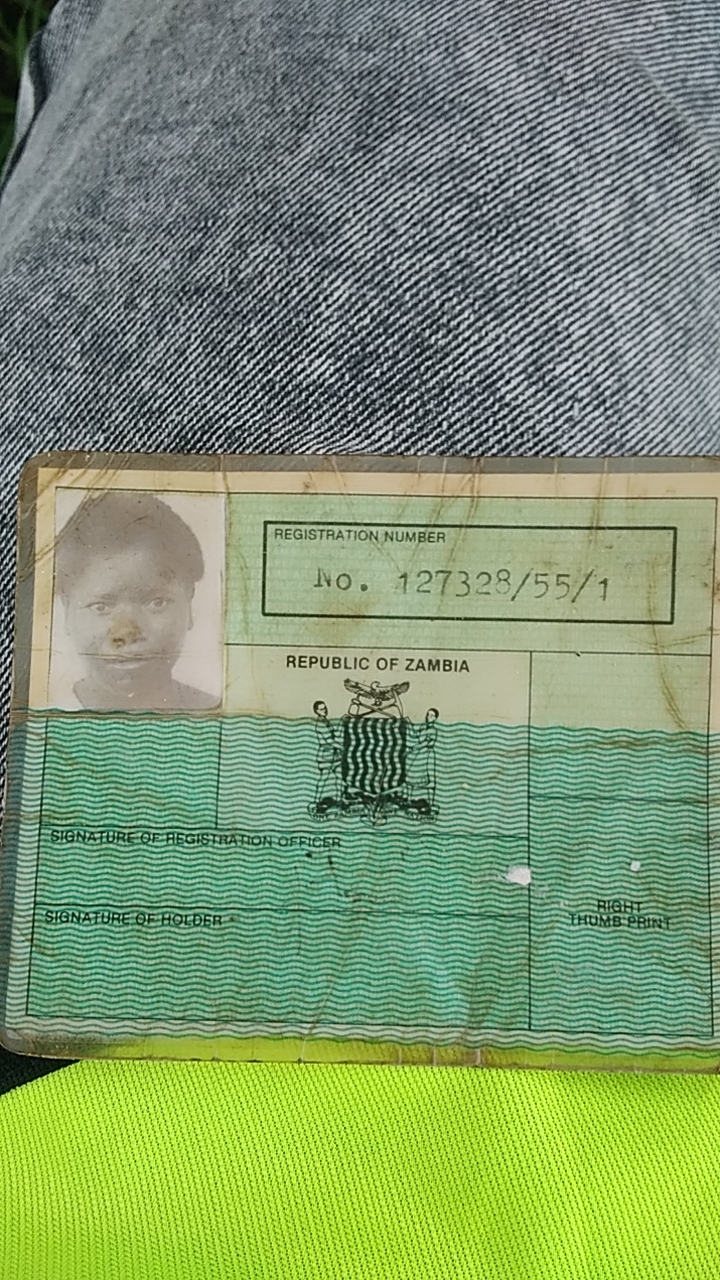 REGISTRATION NUMBER
No. 127328/55/1
REPUBLIC OF ZAMBIA
SIGNATURE OF REGISTRATION OFFICER
SIGNATURE OF HOLDER
RIGHT
THUMB PRINT